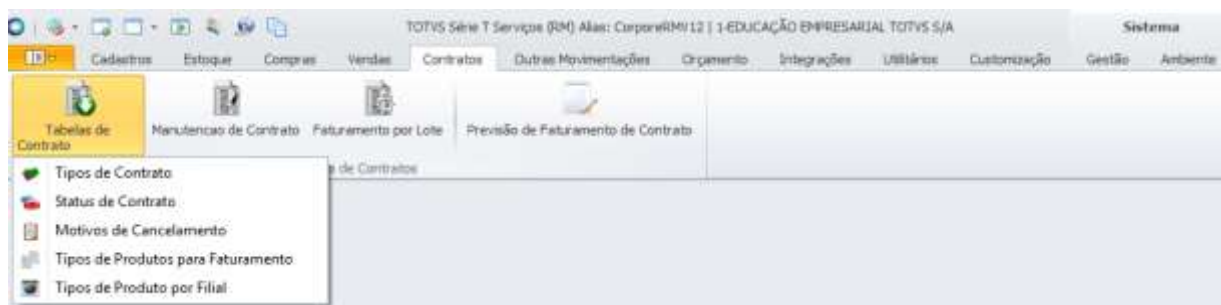 TOTVS Série T Serviços (RM) Alias: CorporeRMV12 | 1-EDUCAÇÃO EMPRESARIAL TOTVS S/A
Sistema
Cadastros Estoque Compras Vendas Contratos Outras Movimentações Orçamento Integrações Utilitários Customização Gestão Ambiente
Tabelas de Contrato
Manutencao de Contrato
Faturamento por Lote
Previsão de Faturamento de Contrato
de Contratos
Tipos de Contrato
Status de Contrato
Motivos de Cancelamento
Tipos de Produtos para Faturamento
Tipos de Produto por Filial